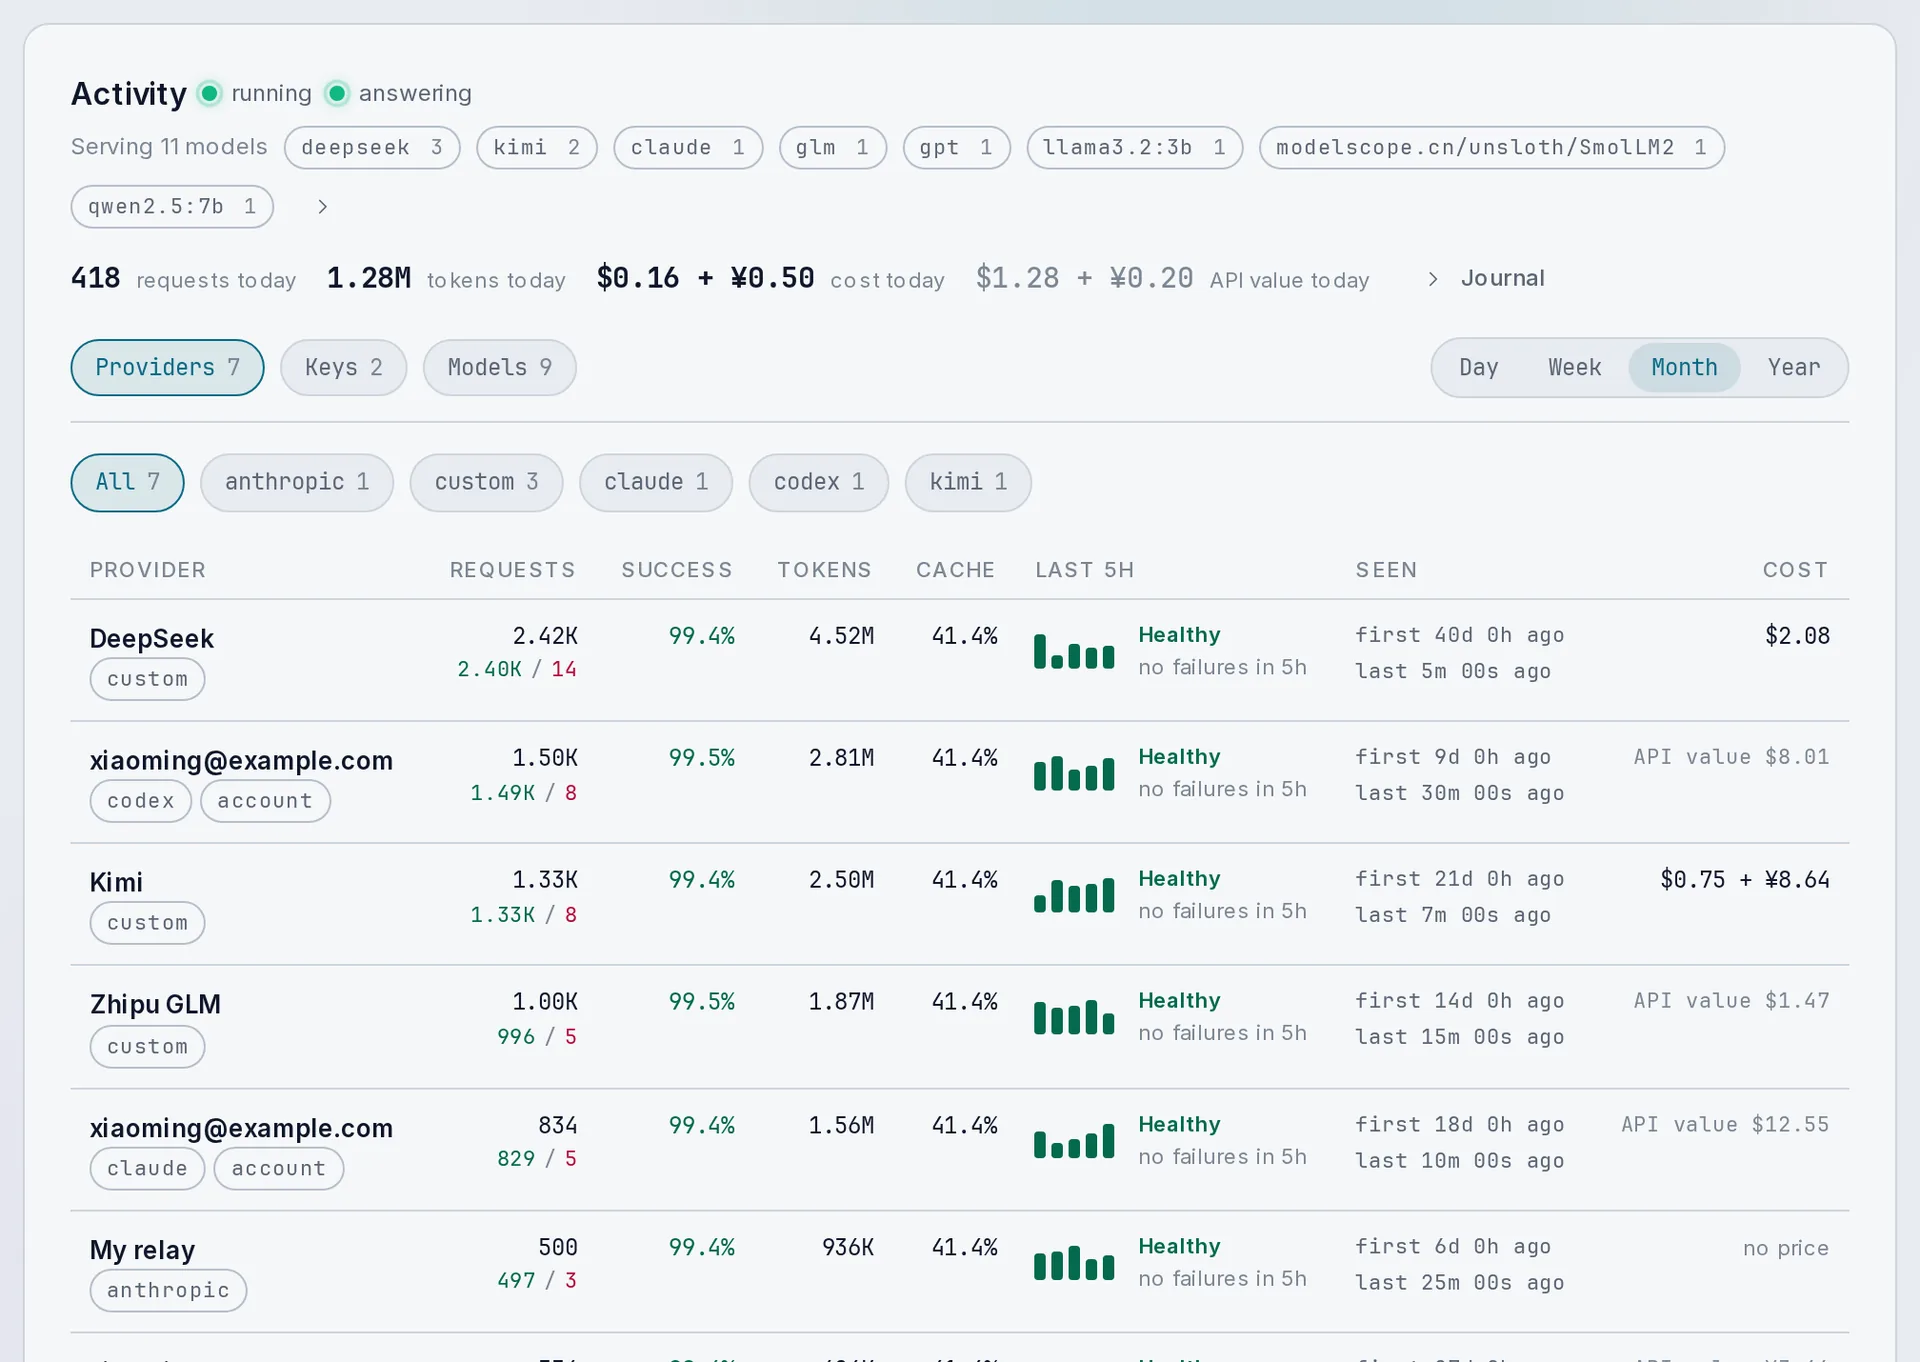 Activity running answering
Serving 11 models deepseek 3 kimi 2 claude 1 glm 1 gpt 1 llama3.2:3b 1 modelscope.cn/unsloth/SmolLM2 1
qwen2.5:7b 1 >
418 requests today 1.28M tokens today $0.16 + ¥0.50 cost today $1.28 + ¥0.20 API value today > Journal
Providers 7 Keys 2 Models 9 Day Week Month Year
All 7 anthropic 1 custom 3 claude 1 codex 1 kimi 1
PROVIDER REQUESTS SUCCESS TOKENS CACHE LAST 5H SEEN COST
DeepSeek 2.42K 99.4% 4.52M 41.4% Healthy first 40d 0h ago $2.08
custom 2.40K / 14 no failures in 5h last 5m 00s ago
xiaoming@example.com 1.50K 99.5% 2.81M 41.4% Healthy first 9d 0h ago API value $8.01
codex account 1.49K / 8 no failures in 5h last 30m 00s ago
Kimi 1.33K 99.4% 2.50M 41.4% Healthy first 21d 0h ago $0.75 + ¥8.64
custom 1.33K / 8 no failures in 5h last 7m 00s ago
Zhipu GLM 1.00K 99.5% 1.87M 41.4% Healthy first 14d 0h ago API value $1.47
custom 996 / 5 no failures in 5h last 15m 00s ago
xiaoming@example.com 834 99.4% 1.56M 41.4% Healthy first 18d 0h ago API value $12.55
claude account 829 / 5 no failures in 5h last 10m 00s ago
My relay 500 99.4% 936K 41.4% Healthy first 6d 0h ago no price
anthropic 497 / 3 no failures in 5h last 25m 00s ago